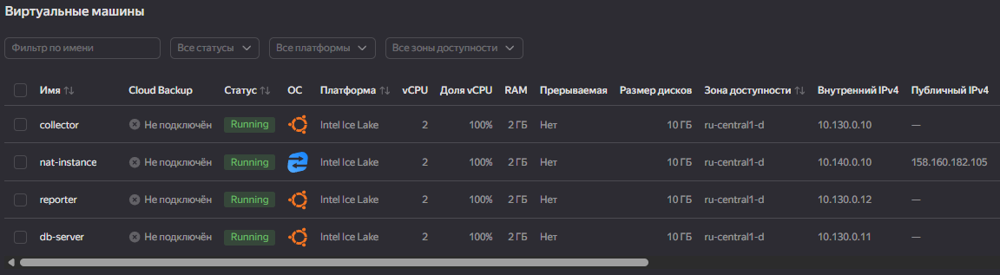 Виртуальные машины
Фильтр по имени Все статусы Все платформы Все зоны доступности
Имя Cloud Backup Статус ОС Платформа vCPU Доля vCPU RAM Прерываемая Размер дисков Зона доступности Внутренний IPv4 Публичный IPv4
collector Не подключён Running Intel Ice Lake 2 100% 2 ГБ Нет 10 ГБ ru-central1-d 10.130.0.10 —
nat-instance Не подключён Running Intel Ice Lake 2 100% 2 ГБ Нет 10 ГБ ru-central1-d 10.140.0.10 158.160.182.105
reporter Не подключён Running Intel Ice Lake 2 100% 2 ГБ Нет 10 ГБ ru-central1-d 10.130.0.12 —
db-server Не подключён Running Intel Ice Lake 2 100% 2 ГБ Нет 10 ГБ ru-central1-d 10.130.0.11 —